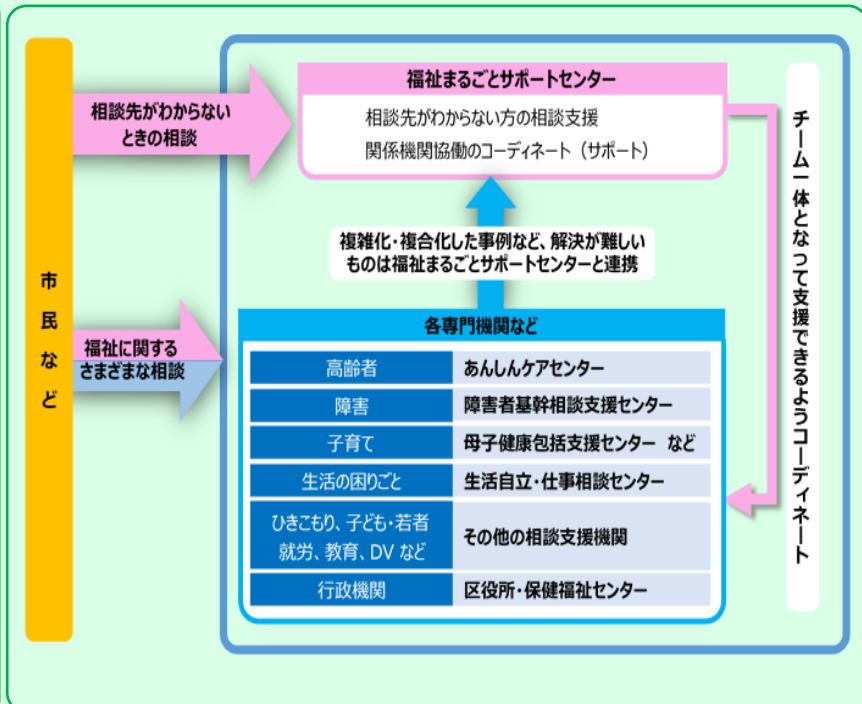 市民など
相談先がわからない
ときの相談
福祉に関する
さまざまな相談
福祉まるごとサポートセンター
相談先がわからない方の相談支援
関係機関協働のコーディネート（サポート）
複雑化・複合化した事例など、解決が難しい
ものは福祉まるごとサポートセンターと連携
各専門機関など
高齢者 あんしんケアセンター
障害 障害者基幹相談支援センター
子育て 母子健康包括支援センター など
生活の困りごと 生活自立・仕事相談センター
ひきこもり、子ども・若者
就労、教育、DV など
その他の相談支援機関
行政機関 区役所・保健福祉センター
チーム一体となって支援できるようコーディネート